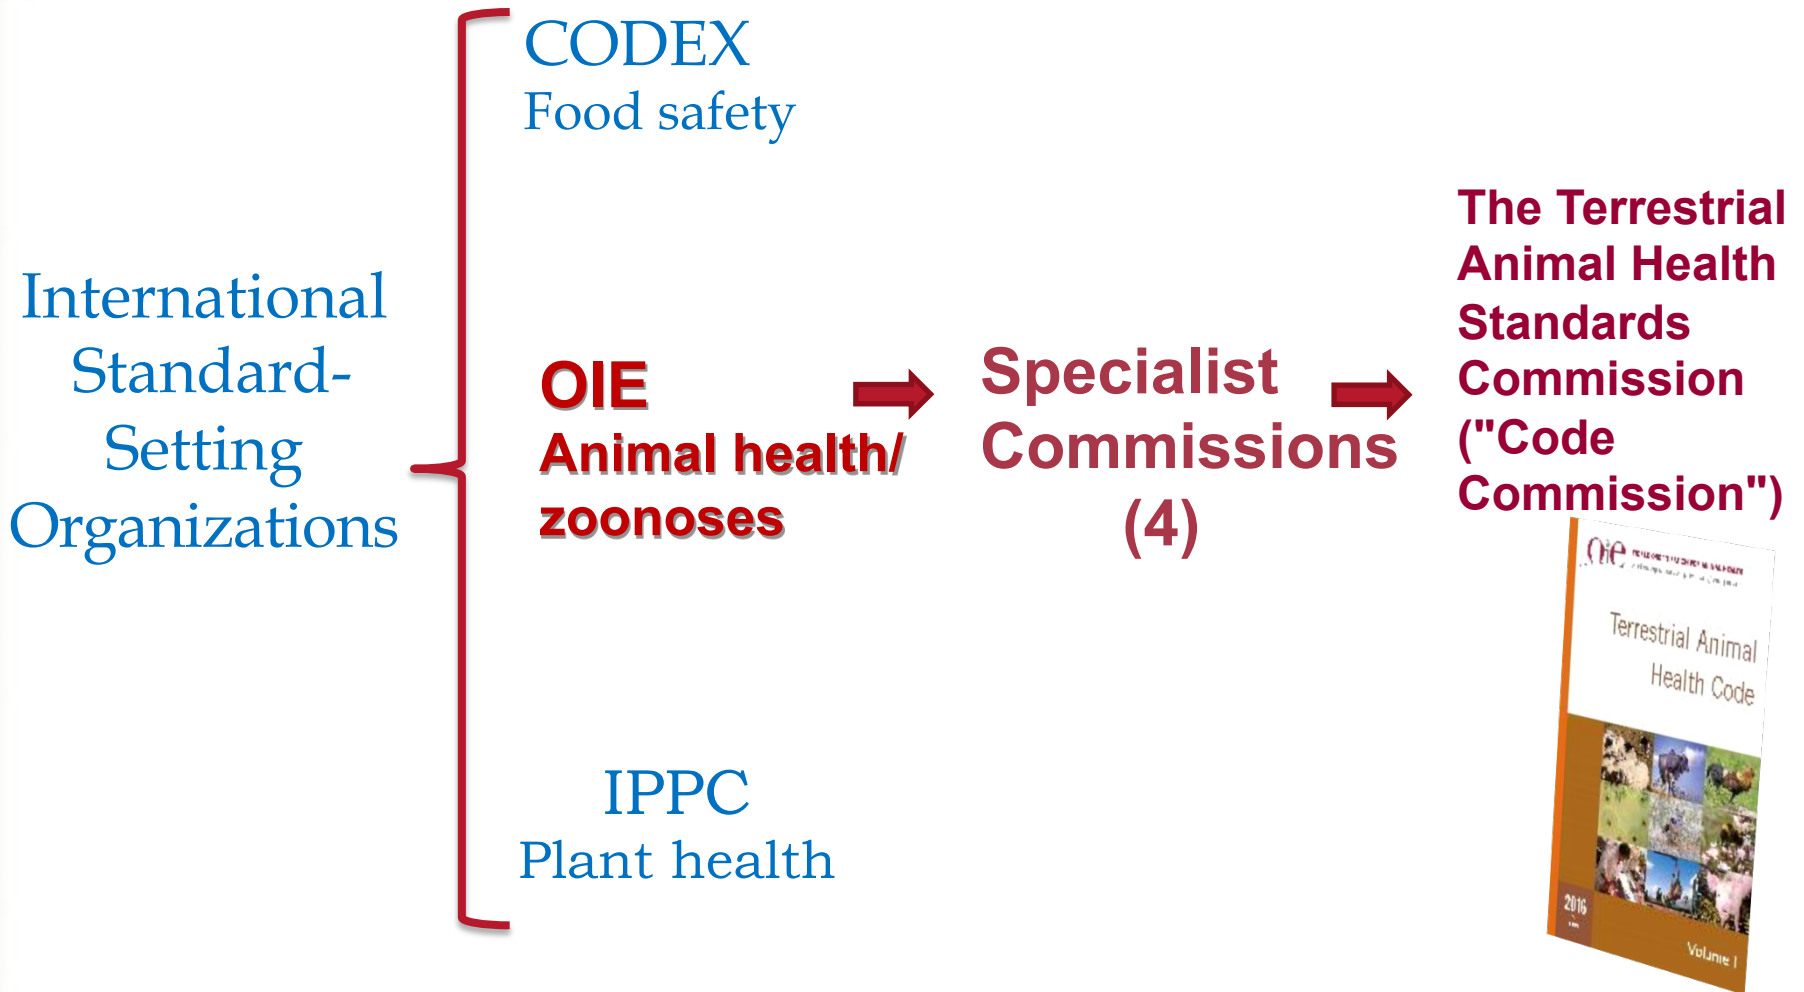 International
Standard-
Setting
Organizations
CODEX
Food safety
OIE
Animal health/
zoonoses
IPPC
Plant health
Specialist
Commissions
(4)
The Terrestrial
Animal Health
Standards
Commission
("Code
Commission")
oie
Terrestrial Animal
Health Code
2016
Volume I